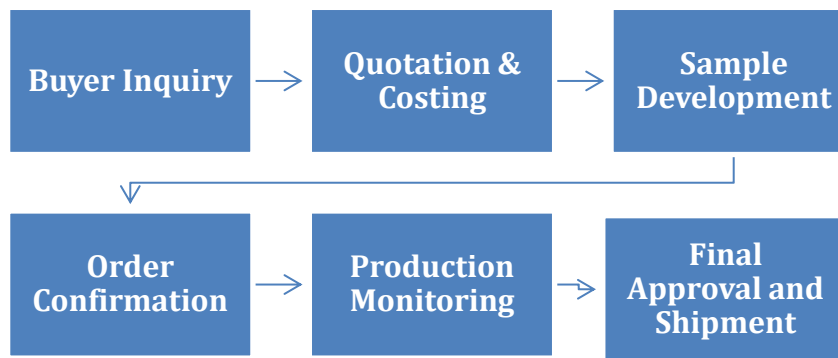 Buyer Inquiry
Quotation &
Costing
Sample
Development
Order
Confirmation
Production
Monitoring
Final
Approval and
Shipment